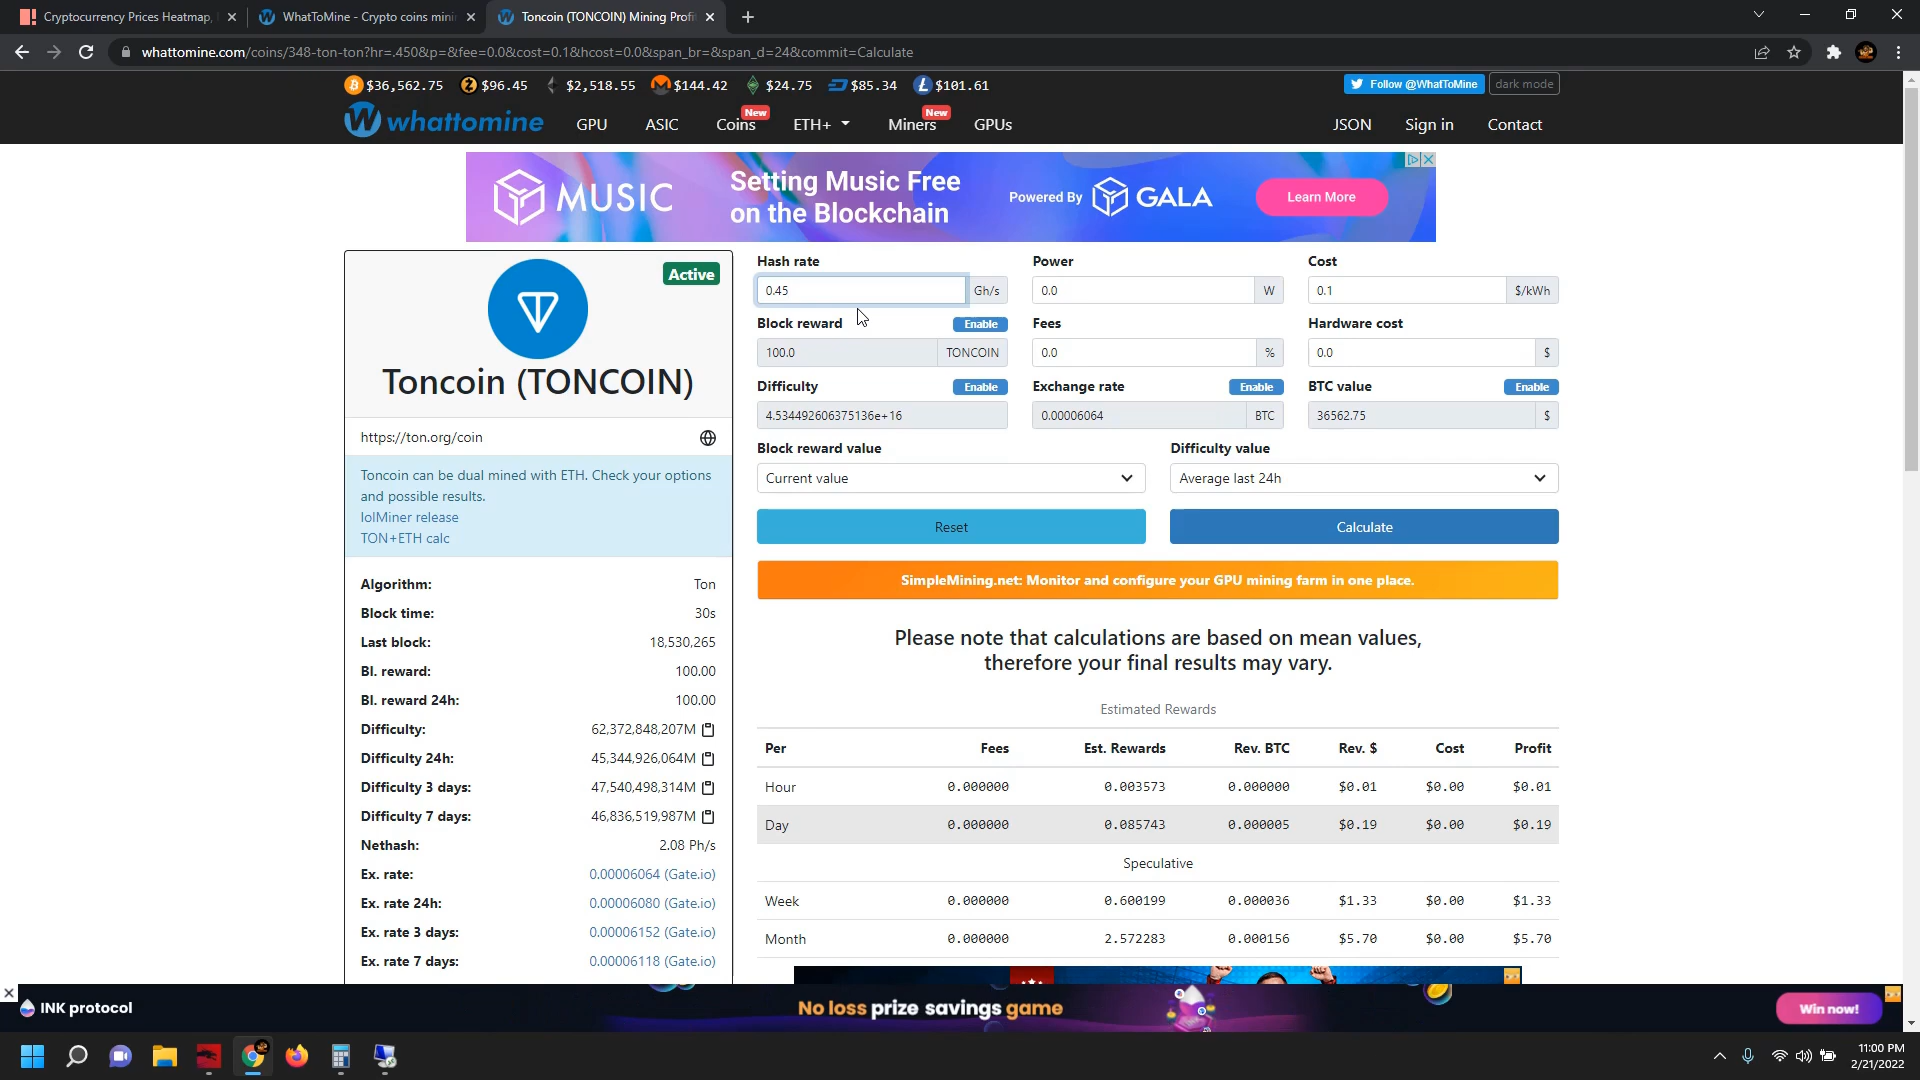 Cryptocurrency Prices Heatmap,
WhatToMine - Crypto coins mini
Toncoin (TONCOIN) Mining Profi
whattomine.com/coins/348-ton-ton?hr=.450&p=&fee=0.0&cost=0.1&hcost=0.0&span_br=&span_d=24&commit=Calculate
$36,562.75 $96.45 $2,518.55 $144.42 $24.75 $85.34 $101.61
Follow @WhatToMine dark mode
whattomine GPU ASIC Coins New ETH+ Miners New GPUs JSON Sign in Contact
MUSIC
Setting Music Free
on the Blockchain
Powered By GALA
Learn More
Active
Toncoin (TONCOIN)
https://ton.org/coin
Toncoin can be dual mined with ETH. Check your options
and possible results.
lolMiner release
TON+ETH calc
Algorithm: Ton
Block time: 30s
Last block: 18,530,265
Bl. reward: 100.00
Bl. reward 24h: 100.00
Difficulty: 62,372,848,207M
Difficulty 24h: 45,344,926,064M
Difficulty 3 days: 47,540,498,314M
Difficulty 7 days: 46,836,519,987M
Nethash: 2.08 Ph/s
Ex. rate: 0.00006064 (Gate.io)
Ex. rate 24h: 0.00006080 (Gate.io)
Ex. rate 3 days: 0.00006152 (Gate.io)
Ex. rate 7 days: 0.00006118 (Gate.io)
Hash rate Power Cost
0.45 Gh/s 0.0 W 0.1 $/kWh
Block reward Enable Fees Hardware cost
100.0 TONCOIN 0.0 % 0.0 $
Difficulty Enable Exchange rate Enable BTC value Enable
4.534492606375136e+16 0.00006064 BTC 36562.75 $
Block reward value Difficulty value
Current value Average last 24h
Reset Calculate
SimpleMining.net: Monitor and configure your GPU mining farm in one place.
Please note that calculations are based on mean values,
therefore your final results may vary.
Estimated Rewards
Per Fees Est. Rewards Rev. BTC Rev. $ Cost Profit
Hour 0.000000 0.003573 0.000000 $0.01 $0.00 $0.01
Day 0.000000 0.085743 0.000005 $0.19 $0.00 $0.19
Speculative
Week 0.000000 0.600199 0.000036 $1.33 $0.00 $1.33
Month 0.000000 2.572283 0.000156 $5.70 $0.00 $5.70
INK protocol
No loss prize savings game
Win now!
11:00 PM
2/21/2022